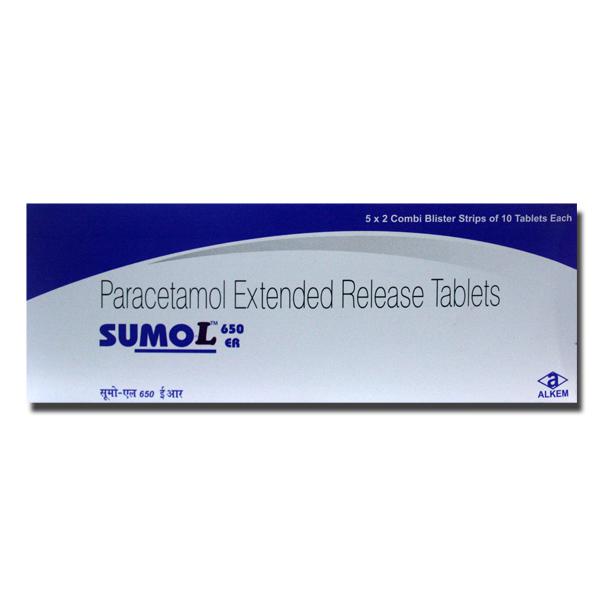 5 x 2 Combi Blister Strips of 10 Tablets Each
Paracetamol Extended Release Tablets
SUMOL™ 650
ER
सूमो-एल 650 ई आर
a
ALKEM